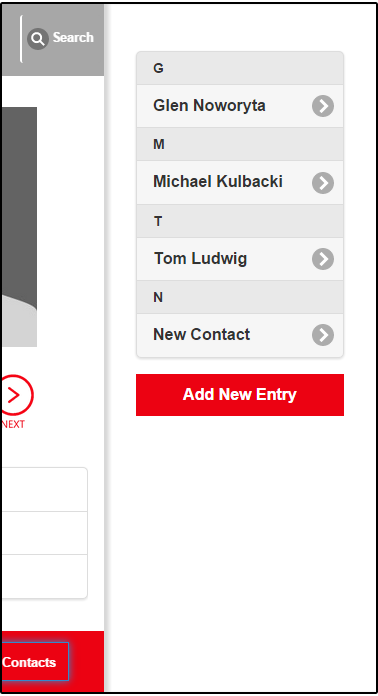 Search
G
Glen Noworyta
M
Michael Kulbacki
T
Tom Ludwig
N
New Contact
Add New Entry
NEXT
Contacts